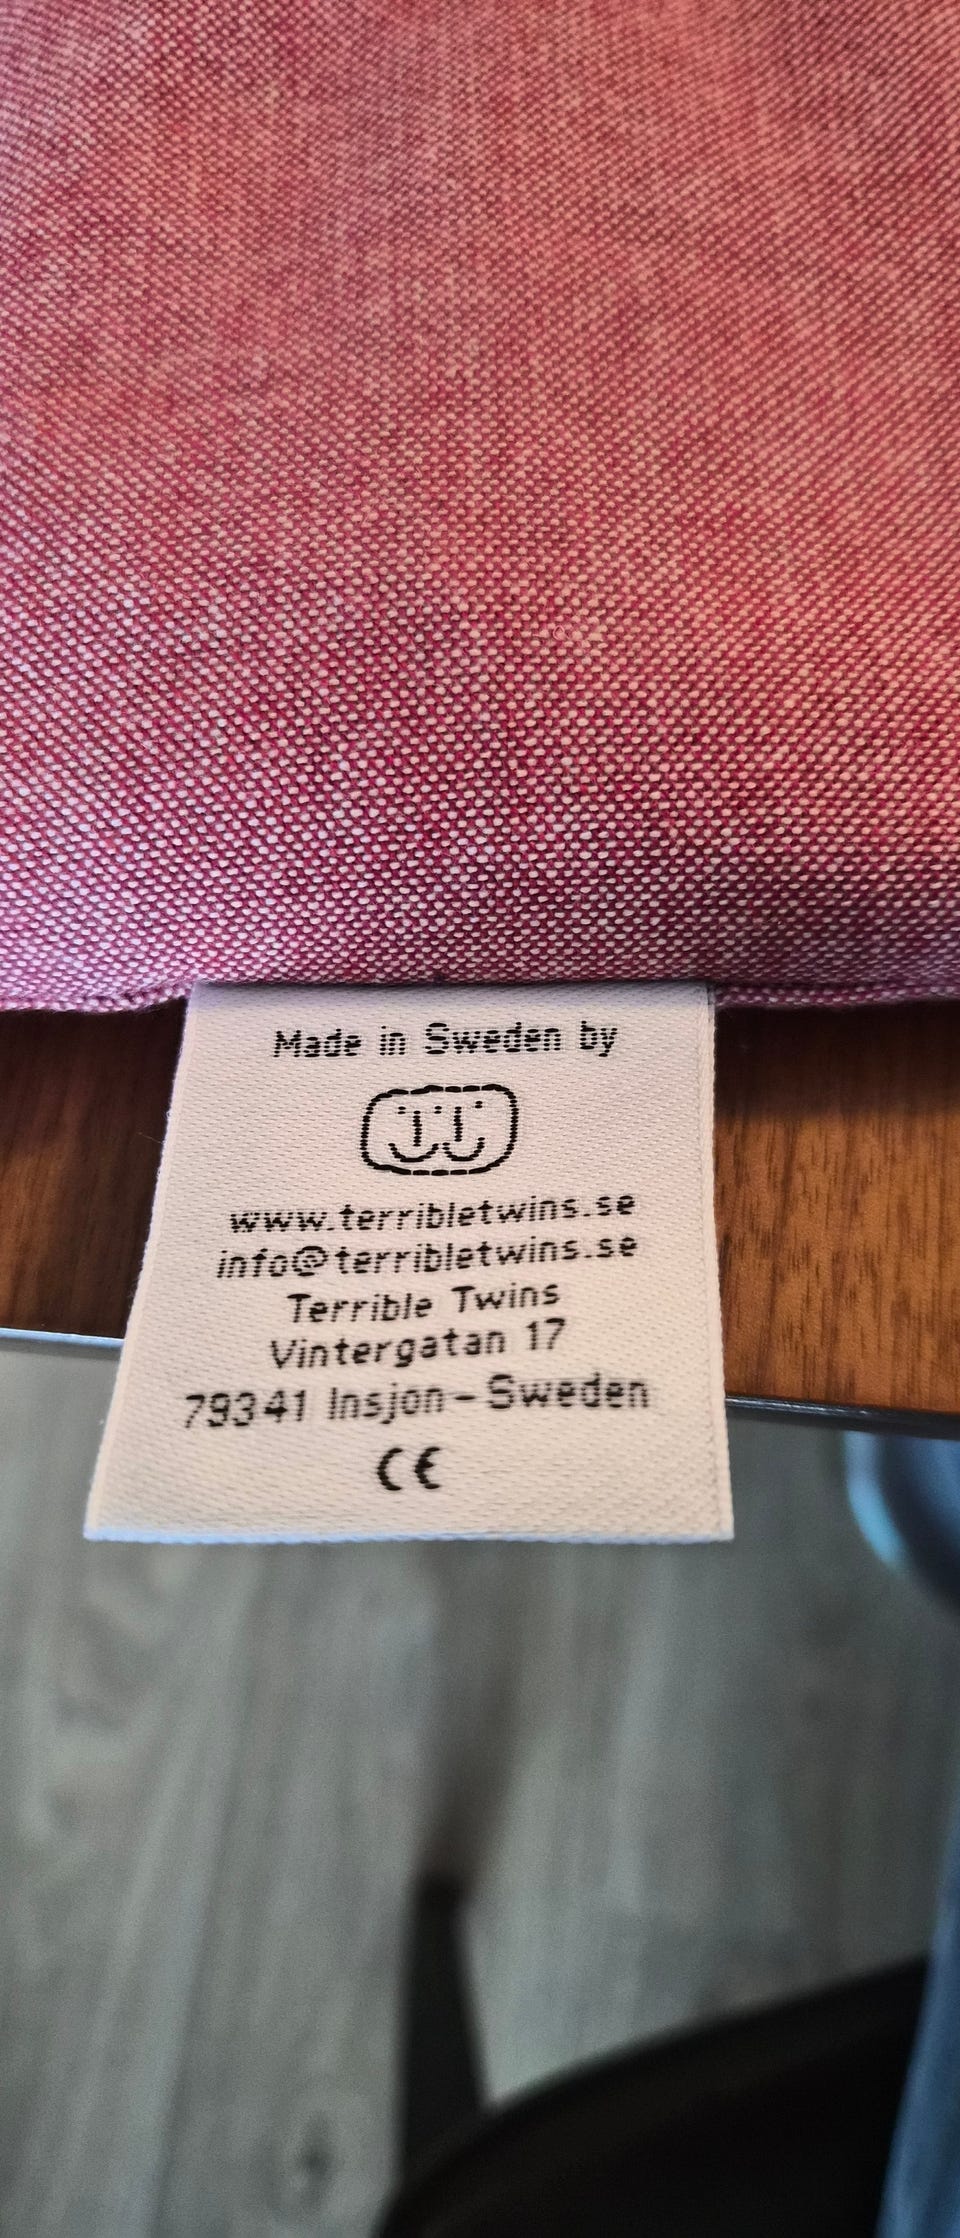 Made in Sweden by
www.terribletwins.se
info@terribletwins.se
Terrible Twins
Vintergatan 17
79341 Insjon-Sweden
CE